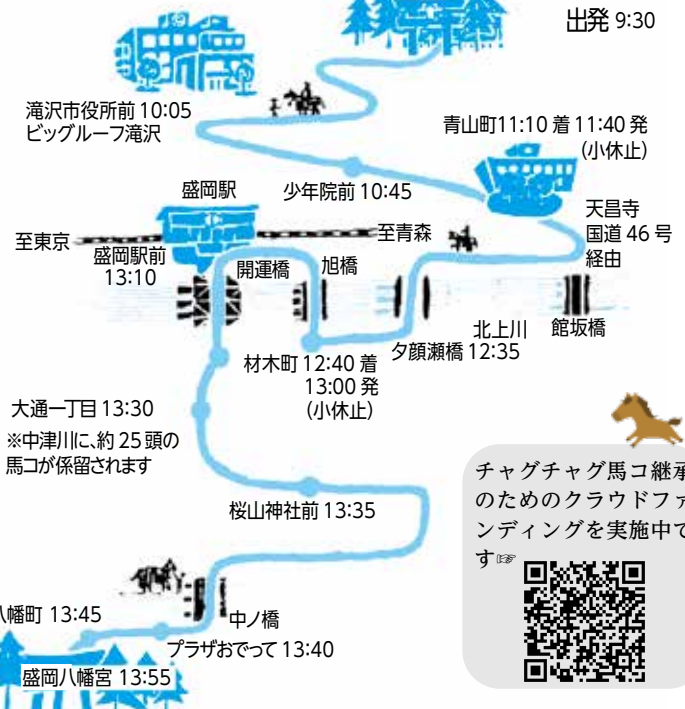 出発 9:30
滝沢市役所前 10:05
ビッグルーフ滝沢
青山町11:10 着 11:40 発
(小休止)
少年院前 10:45
盛岡駅
天昌寺
国道 46 号
経由
至東京
至青森
盛岡駅前
13:10
開運橋
旭橋
北上川
館坂橋
夕顔瀬橋 12:35
材木町 12:40 着
13:00 発
(小休止)
大通一丁目 13:30
※中津川に、約 25 頭の
馬コが係留されます
桜山神社前 13:35
チャグチャグ馬コ継承
のためのクラウドファ
ンディングを実施中で
す☞
八幡町 13:45
中ノ橋
プラザおでって 13:40
盛岡八幡宮 13:55